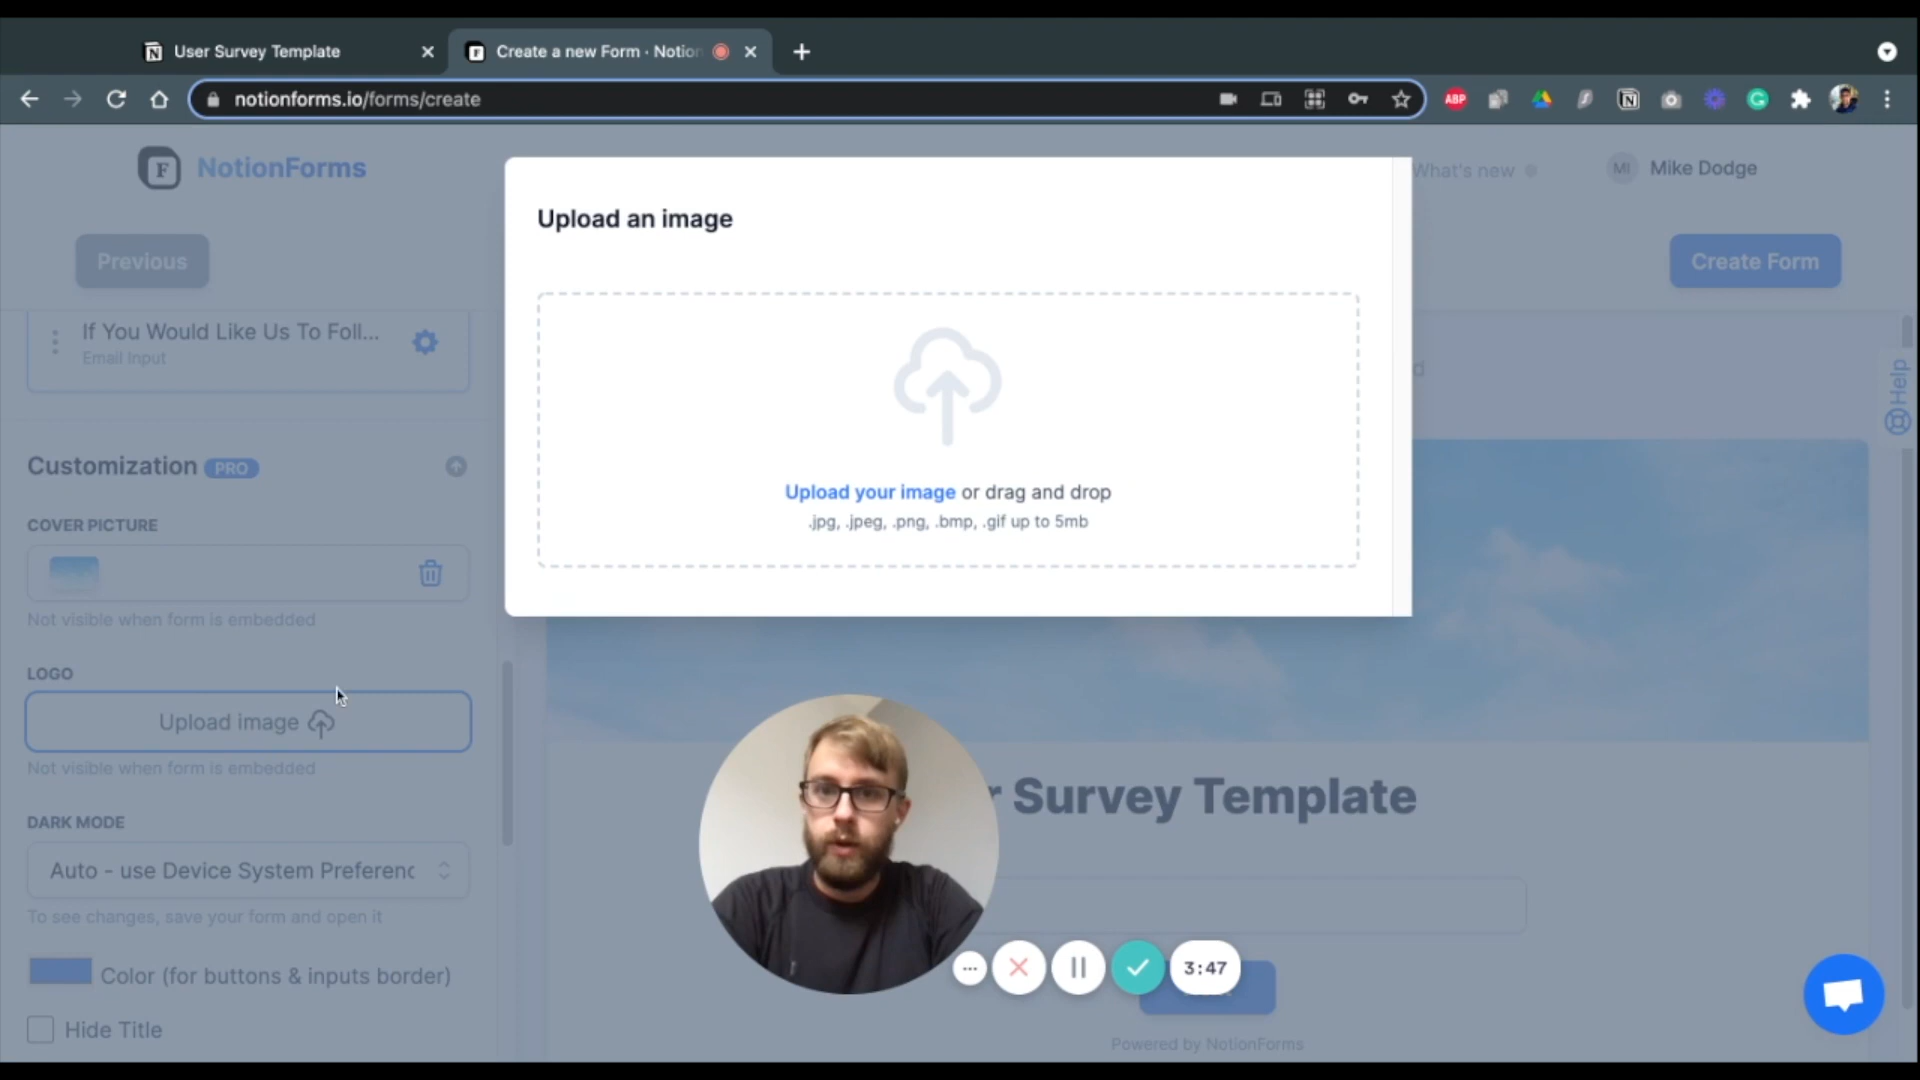 User Survey Template
Create a new Form · Notion
notionforms.io/forms/create
ABP
F
NotionForms
What's new
MI
Mike Dodge
Previous
Create Form
Upload an image
Upload your image or drag and drop
.jpg, .jpeg, .png, .bmp, .gif up to 5mb
If You Would Like Us To Foll...
Email Input
Help
Customization PRO
COVER PICTURE
Not visible when form is embedded
LOGO
Upload image
Not visible when form is embedded
DARK MODE
Auto - use Device System Preferenc
To see changes, save your form and open it
Color (for buttons & inputs border)
Hide Title
r Survey Template
3:47
Powered by NotionForms